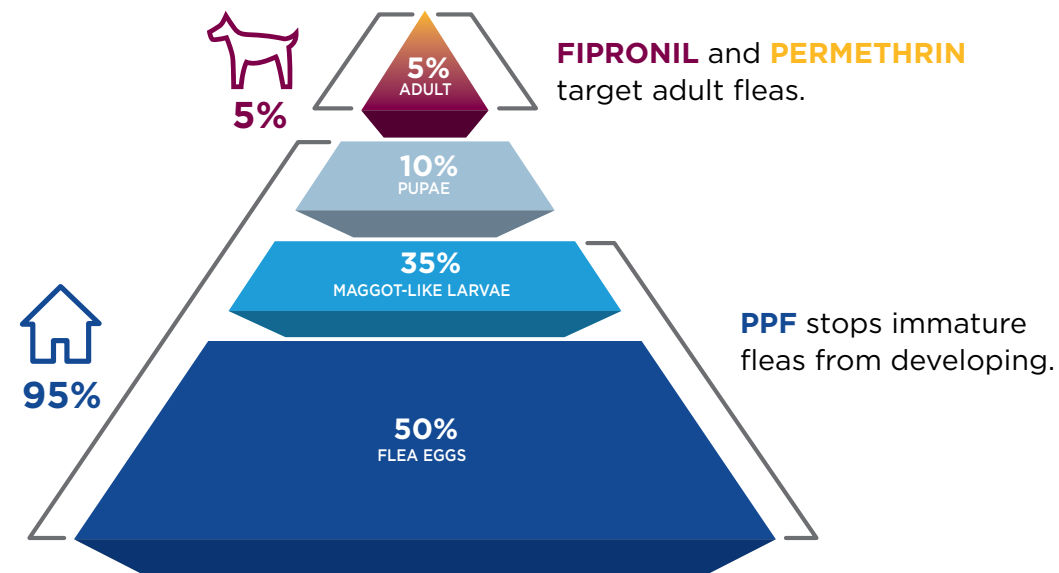 5%
ADULT
5%
FIPRONIL and PERMETHRIN
target adult fleas.
10%
PUPAE
35%
MAGGOT-LIKE LARVAE
95%
PPF stops immature
fleas from developing.
50%
FLEA EGGS